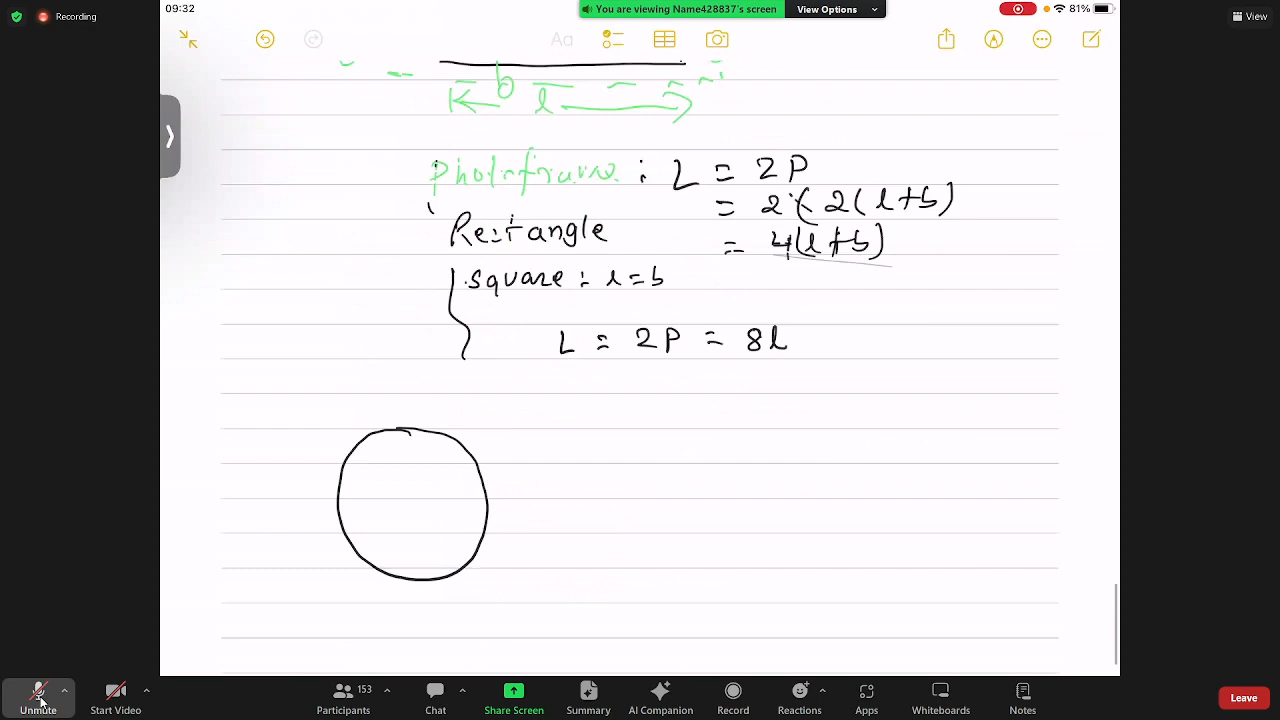 09:32
You are viewing Name428837's screen
View Options
81%
Recording
View
Aa
b
l
: L = 2P
= 2 × 2(l+b)
Rectangle
= 4(l+b)
square : l = b
L = 2P = 8l
Unmute
Start Video
153
Participants
Chat
Share Screen
Summary
AI Companion
Record
Reactions
Apps
Whiteboards
Notes
Leave